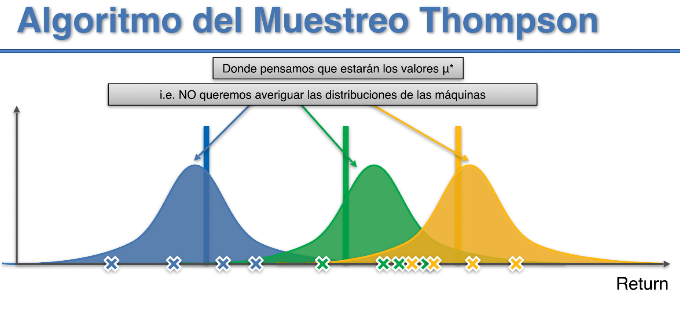 Algoritmo del Muestreo Thompson
Donde pensamos que estarán los valores μ*
i.e. NO queremos averiguar las distribuciones de las máquinas
Return